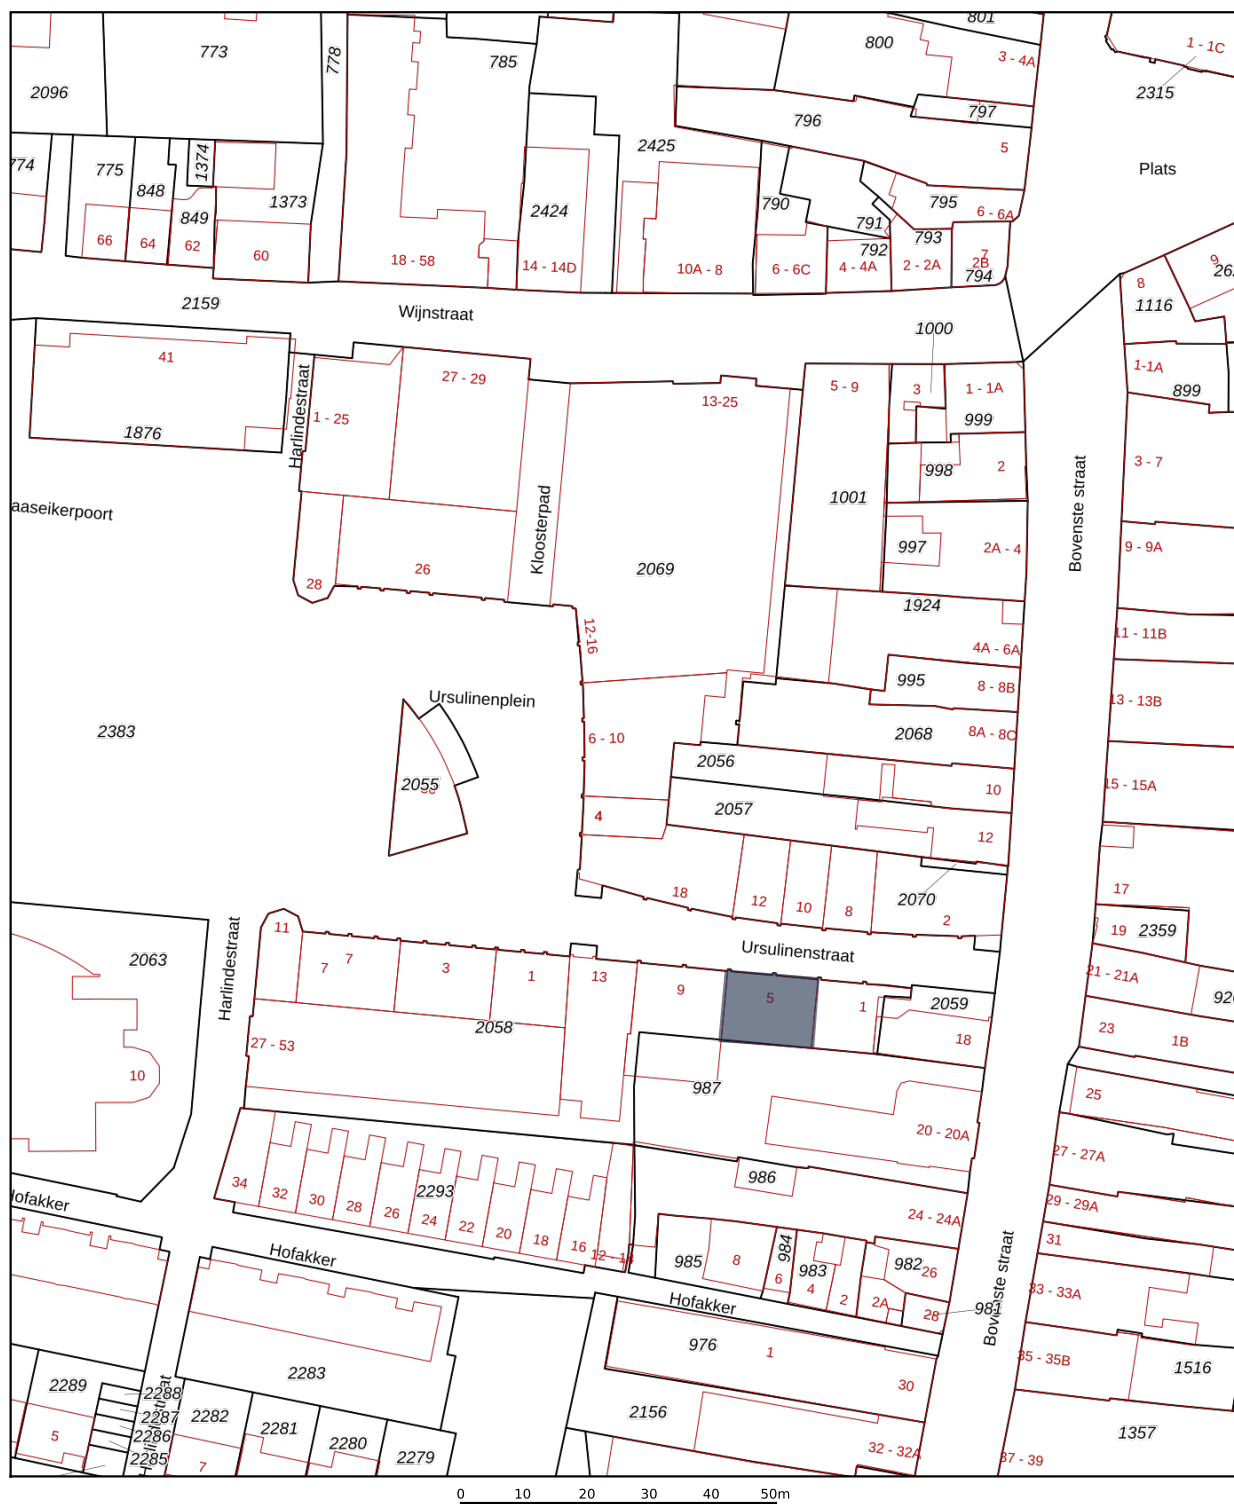 801
800
1 - 1C
778
773
785
3 - 4A
2096
2315
797
796
5
2425
1374
Plats
774
775
848
1373
790
795
2424
849
791
6 - 6A
66
64
62
60
792
793
7
2B
18 - 58
14 - 14D
10A - 8
6 - 6C
4 - 4A
2 - 2A
794
9
8
1116
2159
Wijnstraat
1000
41
27 - 29
5 - 9
3
1 - 1A
1-1A
899
Harlindestraat
1 - 25
13-25
999
1876
998
2
3 - 7
1001
Bovenste straat
aaseikerpoort
Kloosterpad
997
2A - 4
9 - 9A
28
26
2069
1924
12-16
4A - 6A
11 - 11B
995
8 - 8B
Ursulinenplein
13 - 13B
2383
6 - 10
2068
8A - 8C
2056
2055
10
15 - 15A
4
2057
12
18
12
10
8
2070
2
17
11
Harlindestraat
7
7
3
1
13
Ursulinenstraat
19
2359
2063
9
5
1
2059
21 - 21A
2058
27 - 53
18
23
1B
10
987
25
20 - 20A
27 - 27A
34
32
30
28
26
2293
24
22
20
18
16
986
24 - 24A
29 - 29A
Hofakker
Hofakker
985
8
984
6
983
4
2
982
26
2A
28
981
Bovenste straat
31
33 - 33A
Hofakker
976
1
30
35 - 35B
1516
2283
2289
2288
2287
2286
2285
2282
2281
2280
2279
2156
32 - 32A
1357
5
7
37 - 39
0 10 20 30 40 50m